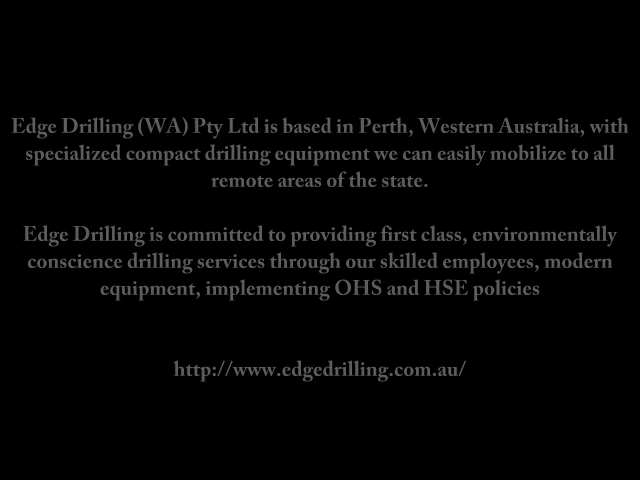 Edge Drilling (WA) Pty Ltd is based in Perth, Western Australia, with
specialized compact drilling equipment we can easily mobilize to all
remote areas of the state.
Edge Drilling is committed to providing first class, environmentally
conscience drilling services through our skilled employees, modern
equipment, implementing OHS and HSE policies
http://www.edgedrilling.com.au/